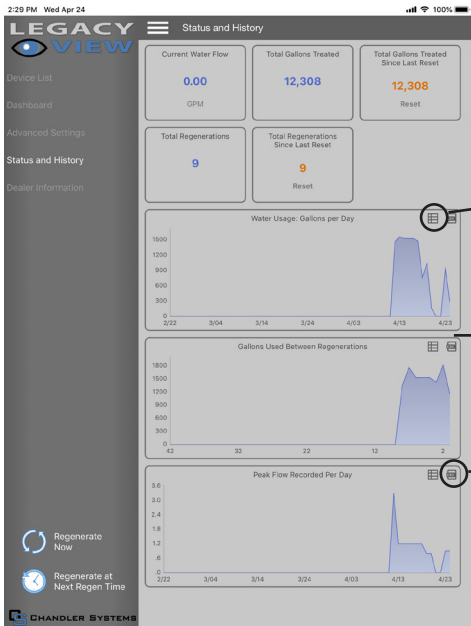 2:29 PM Wed Apr 24
100%
LEGACY
VIEW
Status and History
Device List
Dashboard
Advanced Settings
Status and History
Dealer Information
Current Water Flow
0.00
GPM
Total Gallons Treated
12,308
Total Gallons Treated
Since Last Reset
12,308
Reset
Total Regenerations
9
Total Regenerations
Since Last Reset
9
Reset
Water Usage: Gallons per Day
1500
1200
900
600
300
0
2/22 3/04 3/14 3/24 4/03 4/13 4/23
Gallons Used Between Regenerations
1800
1500
1200
900
600
300
0
42 32 22 12 2
Peak Flow Recorded Per Day
3.6
3.0
2.4
1.8
1.2
.6
.0
2/22 3/04 3/14 3/24 4/03 4/13 4/23
Regenerate
Now
Regenerate at
Next Regen Time
CHANDLER SYSTEMS